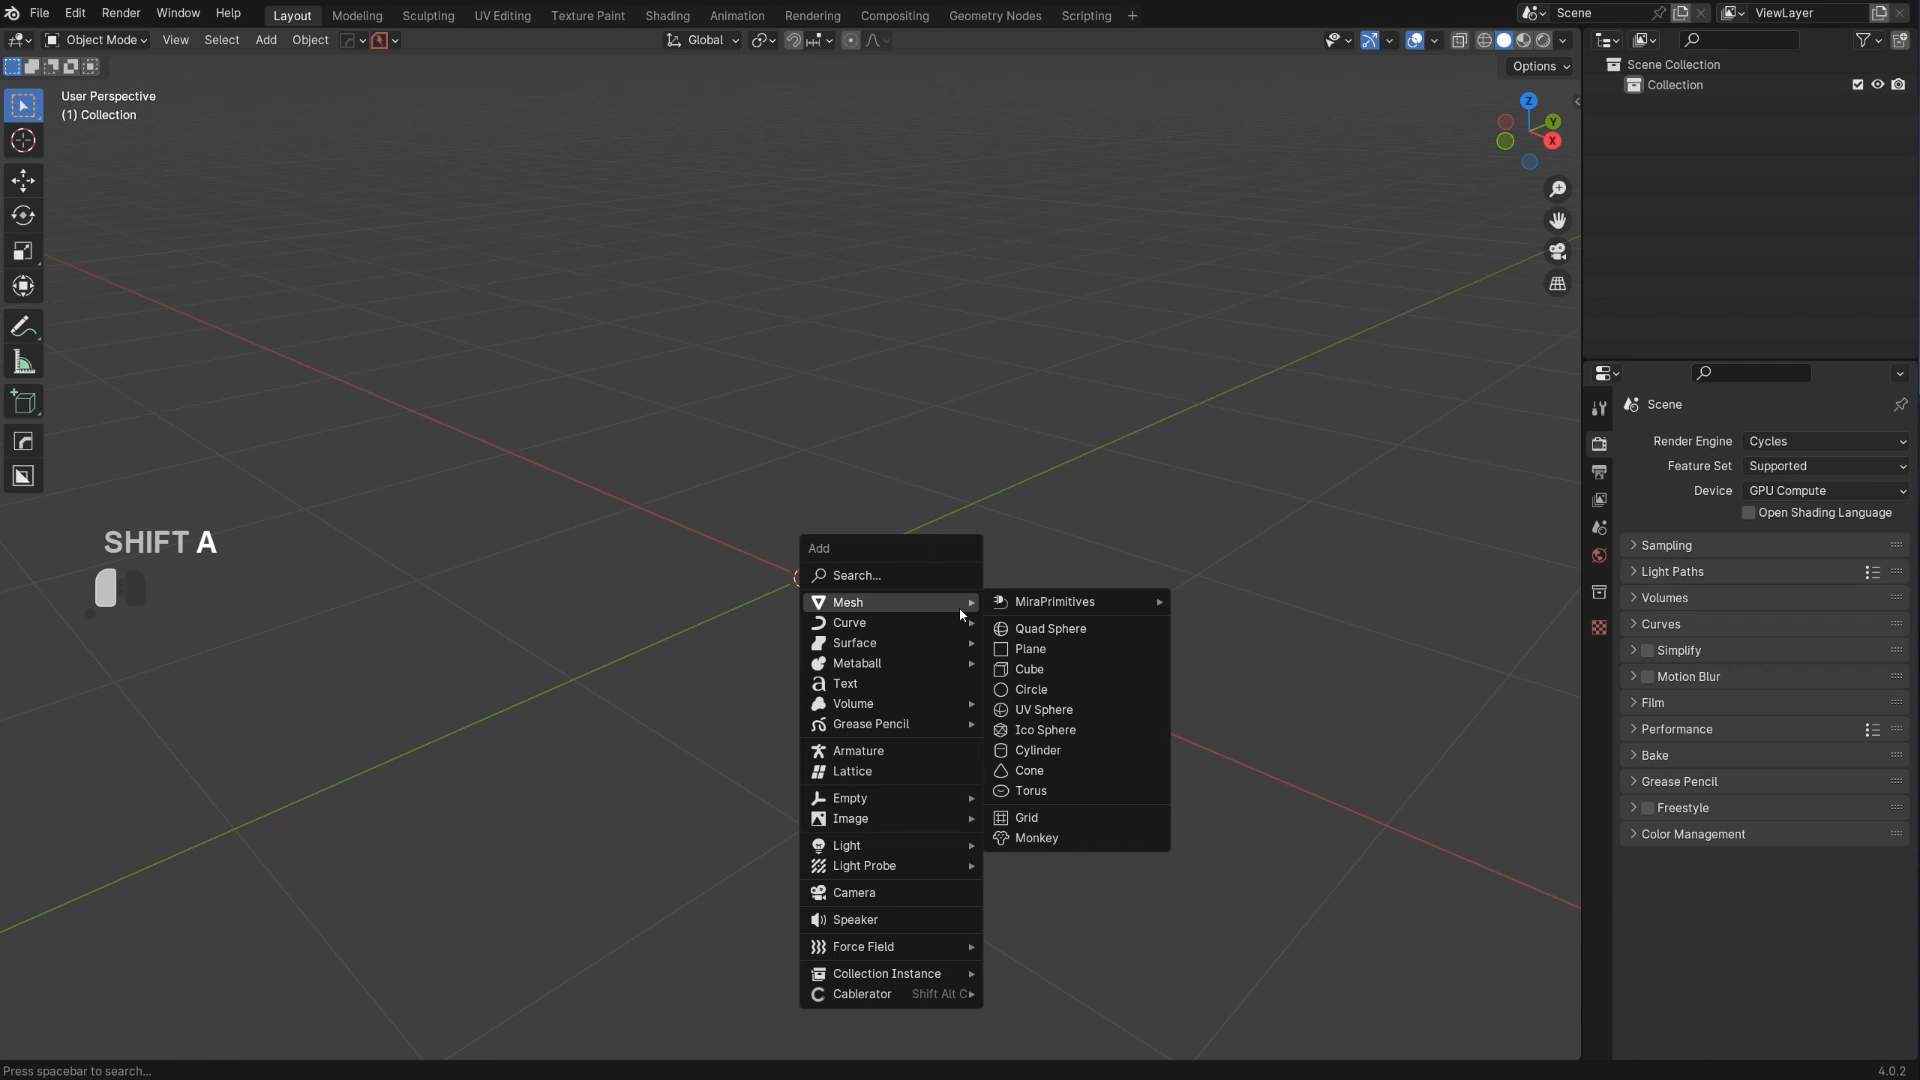 File Edit Render Window Help Layout Modeling Sculpting UV Editing Texture Paint Shading Animation Rendering Compositing Geometry Nodes Scripting + Scene ViewLayer
Object Mode View Select Add Object Global
Options
User Perspective
(1) Collection
Z
Y
X
Scene Collection
Collection
SHIFT A
Add
Search...
Mesh
Curve
Surface
Metaball
Text
Volume
Grease Pencil
Armature
Lattice
Empty
Image
Light
Light Probe
Camera
Speaker
Force Field
Collection Instance
Cablerator Shift Alt C
MiraPrimitives
Quad Sphere
Plane
Cube
Circle
UV Sphere
Ico Sphere
Cylinder
Cone
Torus
Grid
Monkey
Scene
Render Engine Cycles
Feature Set Supported
Device GPU Compute
Open Shading Language
Sampling
Light Paths
Volumes
Curves
Simplify
Motion Blur
Film
Performance
Bake
Grease Pencil
Freestyle
Color Management
Press spacebar to search...
4.0.2